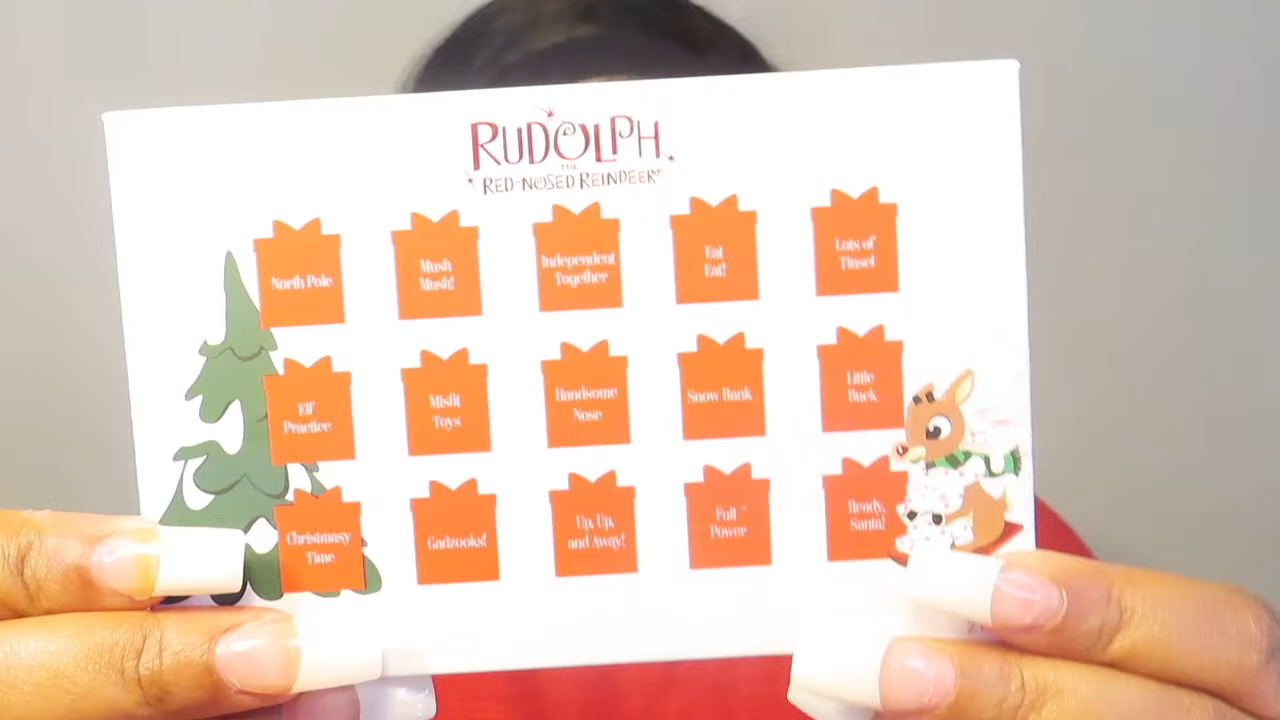 RUDOLPH
THE
RED-NOSED REINDEER
North Pole
Mush
Mush!
Independent
Together
Eat
Eat!
Lots of
Tinsel
Elf
Practice
Misfit
Toys
Handsome
Nose
Snow Bank
Little
Buck
Christmasy
Time
Gadzooks!
Up, Up,
and Away!
Full
Power
Ready,
Santa!